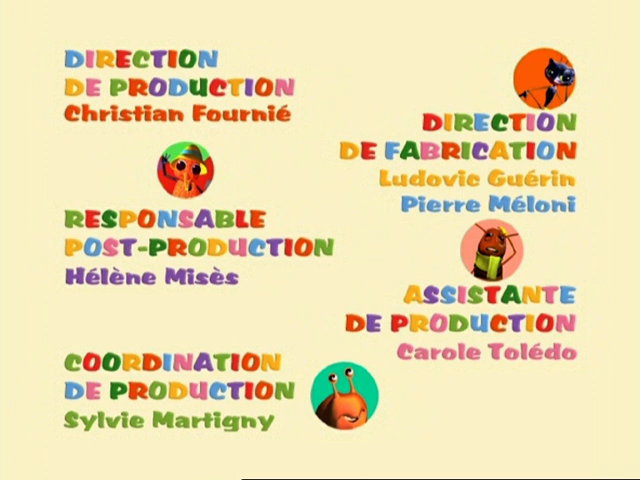 DIRECTION
DE PRODUCTION
Christian Fournié
DIRECTION
DE FABRICATION
Ludovic Guérin
Pierre Méloni
RESPONSABLE
POST-PRODUCTION
Hélène Misès
ASSISTANTE
DE PRODUCTION
Carole Tolédo
COORDINATION
DE PRODUCTION
Sylvie Martigny